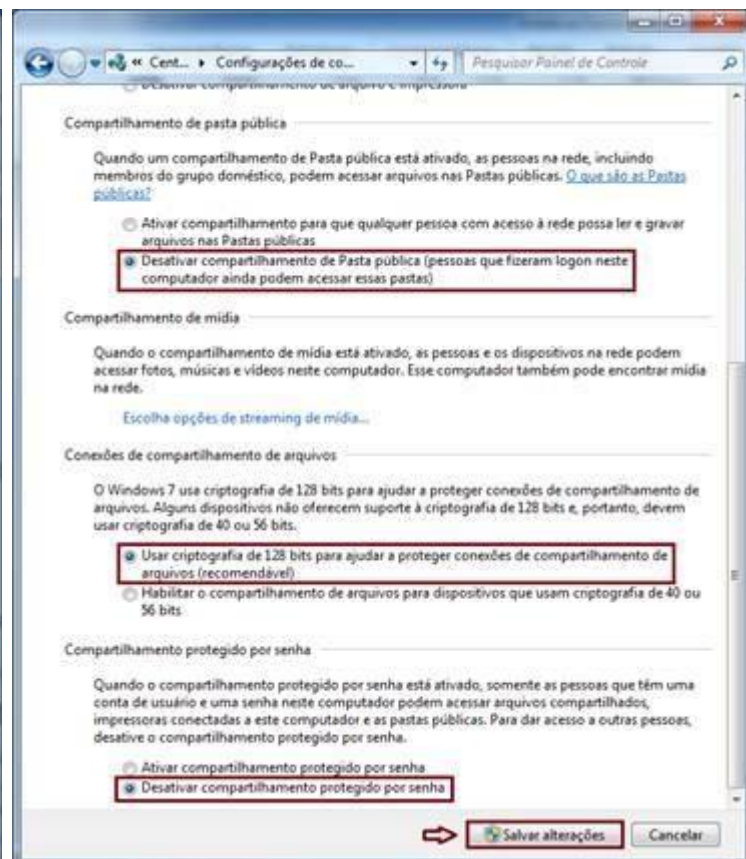 « Cent... ▸ Configurações de co...
Pesquisar Painel de Controle
Desativar compartilhamento de arquivo e impressora
Compartilhamento de pasta pública
Quando um compartilhamento de Pasta pública está ativado, as pessoas na rede, incluindo
membros do grupo doméstico, podem acessar arquivos nas Pastas públicas. O que são as Pastas
públicas?
Ativar compartilhamento para que qualquer pessoa com acesso à rede possa ler e gravar
arquivos nas Pastas públicas
Desativar compartilhamento de Pasta pública (pessoas que fizeram logon neste
computador ainda podem acessar essas pastas)
Compartilhamento de mídia
Quando o compartilhamento de mídia está ativado, as pessoas e os dispositivos na rede podem
acessar fotos, músicas e vídeos neste computador. Esse computador também pode encontrar mídia
na rede.
Escolha opções de streaming de mídia...
Conexões de compartilhamento de arquivos
O Windows 7 usa criptografia de 128 bits para ajudar a proteger conexões de compartilhamento de
arquivos. Alguns dispositivos não oferecem suporte à criptografia de 128 bits e, portanto, devem
usar criptografia de 40 ou 56 bits.
Usar criptografia de 128 bits para ajudar a proteger conexões de compartilhamento de
arquivos (recomendável)
Habilitar o compartilhamento de arquivos para dispositivos que usam criptografia de 40 ou
56 bits
Compartilhamento protegido por senha
Quando o compartilhamento protegido por senha está ativado, somente as pessoas que têm uma
conta de usuário e uma senha neste computador podem acessar arquivos compartilhados,
impressoras conectadas a este computador e as pastas públicas. Para dar acesso a outras pessoas,
desative o compartilhamento protegido por senha.
Ativar compartilhamento protegido por senha
Desativar compartilhamento protegido por senha
Salvar alterações
Cancelar